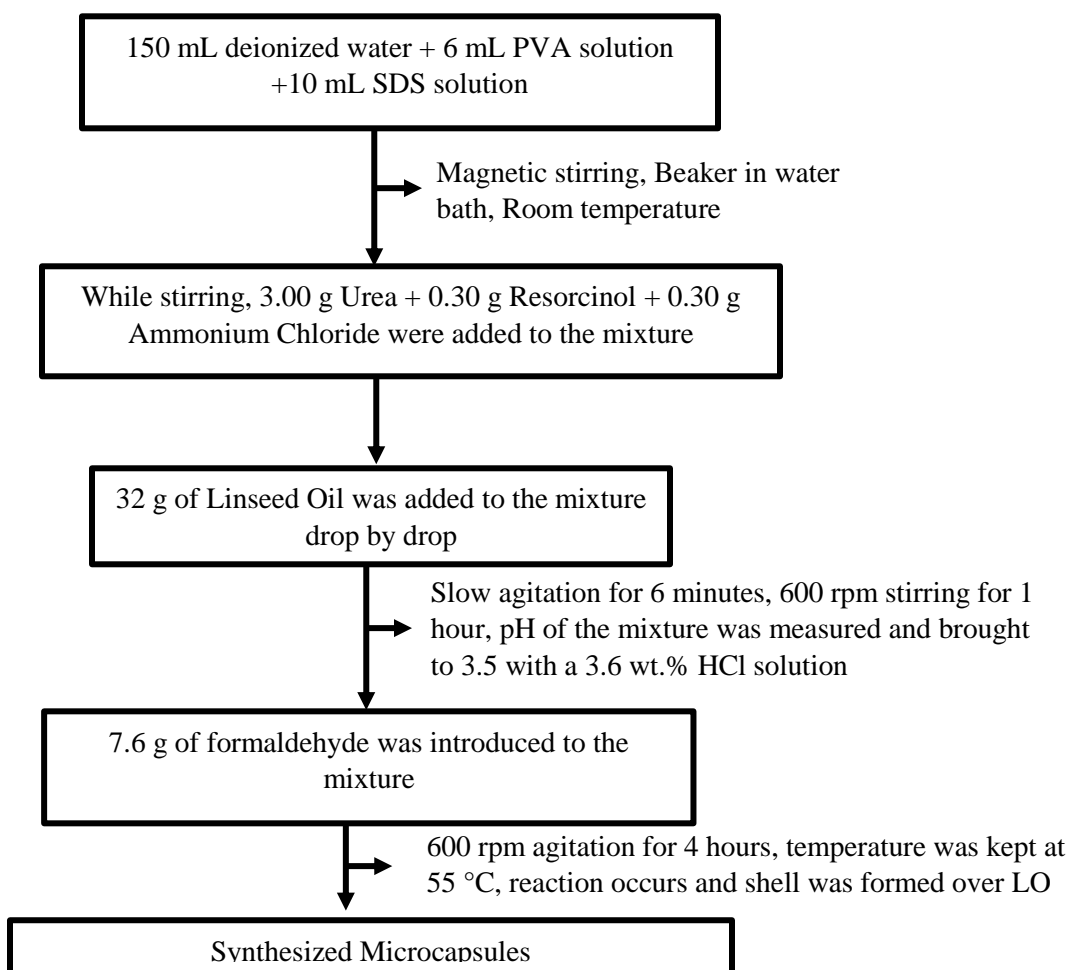 150 mL deionized water + 6 mL PVA solution
+10 mL SDS solution
Magnetic stirring, Beaker in water
bath, Room temperature
While stirring, 3.00 g Urea + 0.30 g Resorcinol + 0.30 g
Ammonium Chloride were added to the mixture
32 g of Linseed Oil was added to the mixture
drop by drop
Slow agitation for 6 minutes, 600 rpm stirring for 1
hour, pH of the mixture was measured and brought
to 3.5 with a 3.6 wt.% HCl solution
7.6 g of formaldehyde was introduced to the
mixture
600 rpm agitation for 4 hours, temperature was kept at
55 °C, reaction occurs and shell was formed over LO
Synthesized Microcapsules